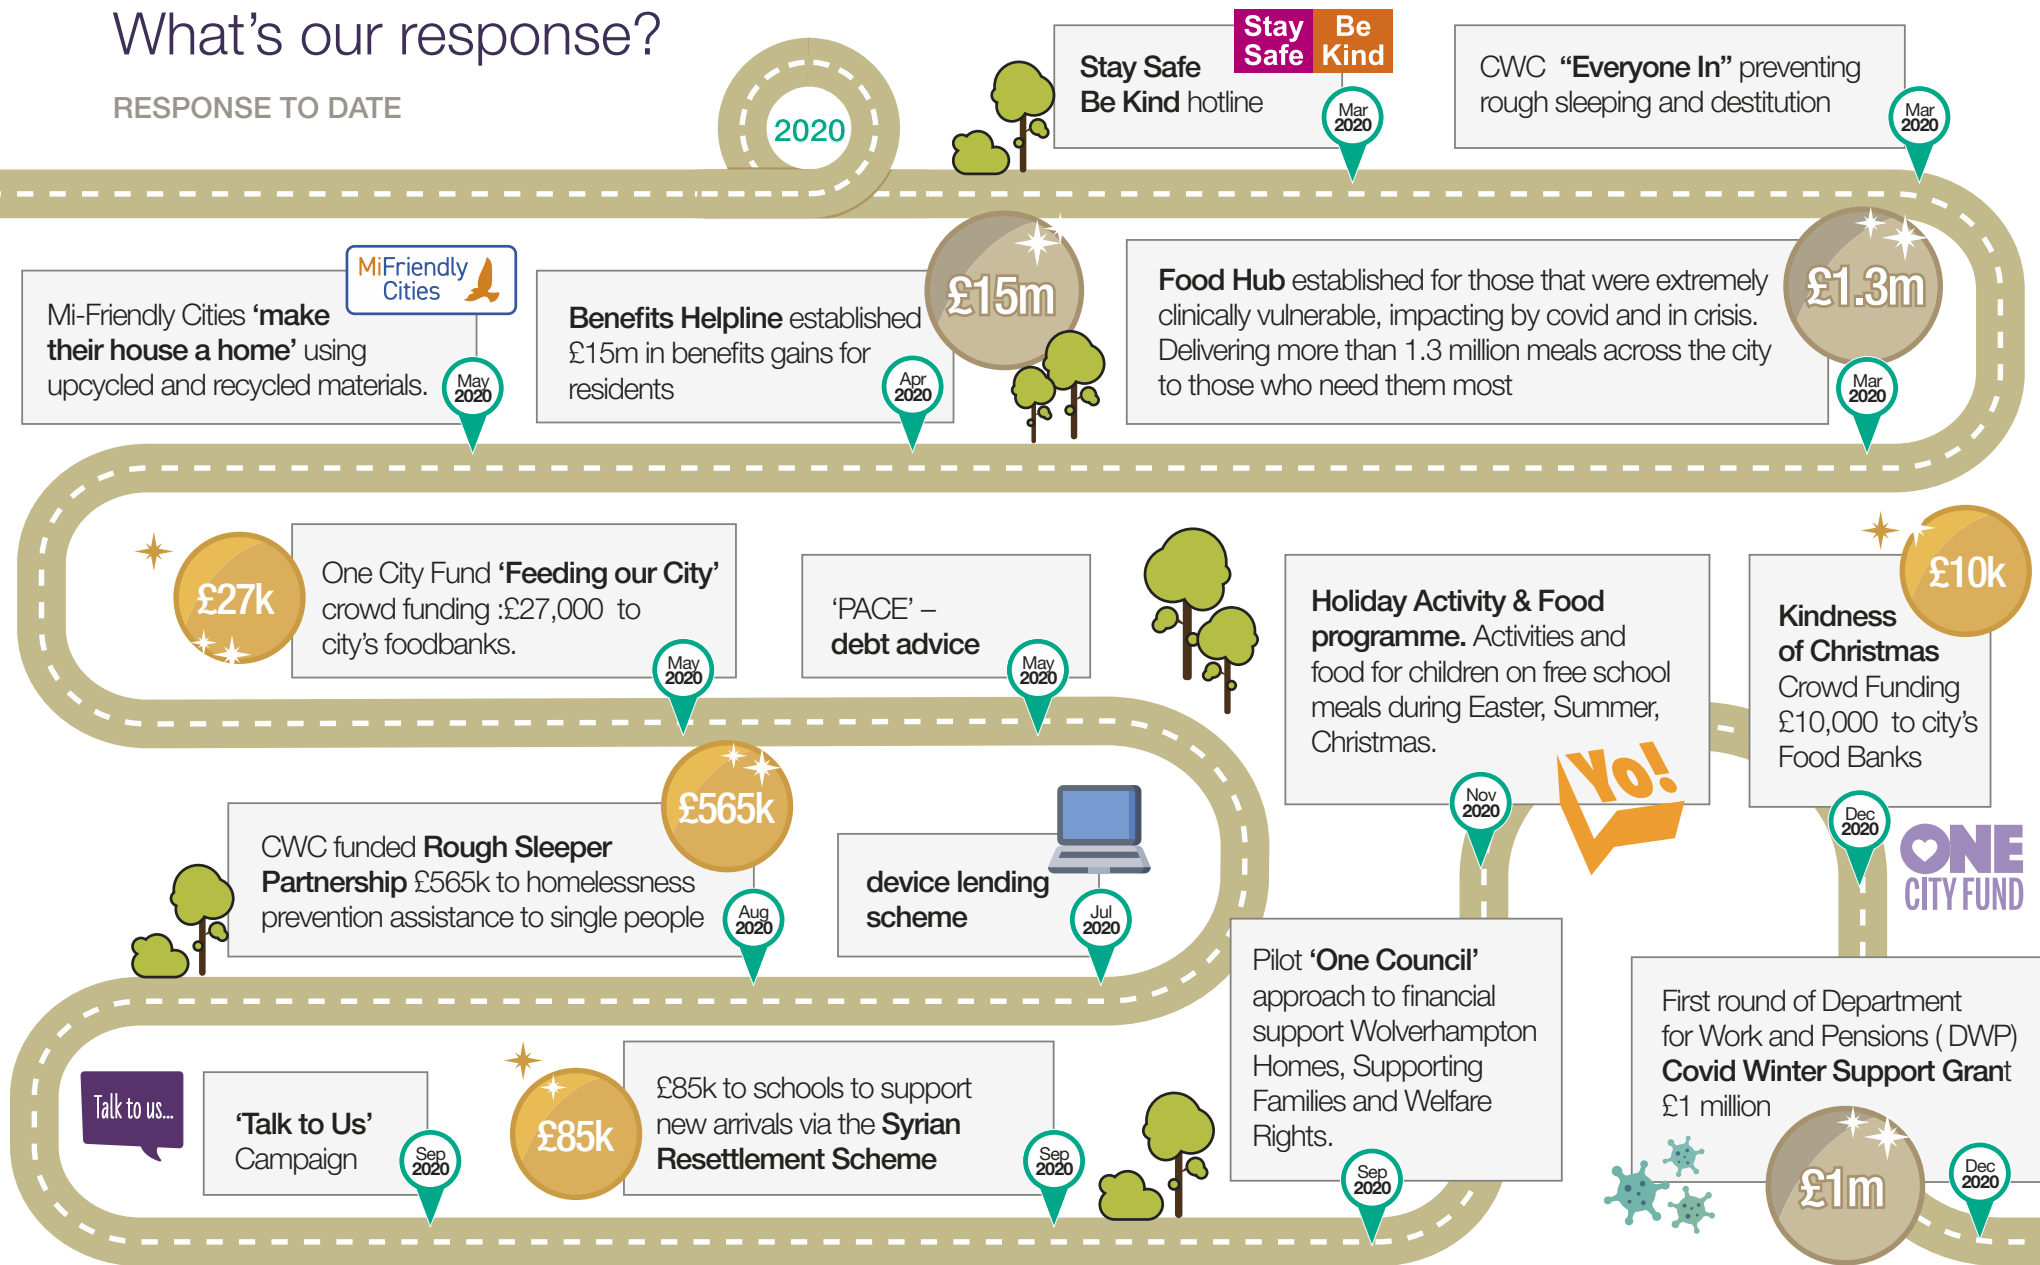 What's our response?
RESPONSE TO DATE
2020
Stay Safe
Be Kind hotline
Stay Be
Safe Kind
Mar
2020
CWC “Everyone In” preventing
rough sleeping and destitution
Mar
2020
Food Hub established for those that were extremely
clinically vulnerable, impacting by covid and in crisis.
Delivering more than 1.3 million meals across the city
to those who need them most
£1.3m
Mar
2020
Benefits Helpline established
£15m in benefits gains for
residents
£15m
Apr
2020
MiFriendly
Cities
Mi-Friendly Cities ‘make
their house a home’ using
upcycled and recycled materials.
May
2020
£27k
One City Fund ‘Feeding our City’
crowd funding :£27,000 to
city's foodbanks.
May
2020
‘PACE’ –
debt advice
May
2020
device lending
scheme
Jul
2020
£565k
CWC funded Rough Sleeper
Partnership £565k to homelessness
prevention assistance to single people
Aug
2020
Talk to us...
‘Talk to Us’
Campaign
Sep
2020
£85k
£85k to schools to support
new arrivals via the Syrian
Resettlement Scheme
Sep
2020
Pilot ‘One Council’
approach to financial
support Wolverhampton
Homes, Supporting
Families and Welfare
Rights.
Sep
2020
Holiday Activity & Food
programme. Activities and
food for children on free school
meals during Easter, Summer,
Christmas.
Yo!
Nov
2020
£10k
Kindness
of Christmas
Crowd Funding
£10,000 to city's
Food Banks
Dec
2020
ONE
CITY FUND
First round of Department
for Work and Pensions ( DWP)
Covid Winter Support Grant
£1 million
£1m
Dec
2020